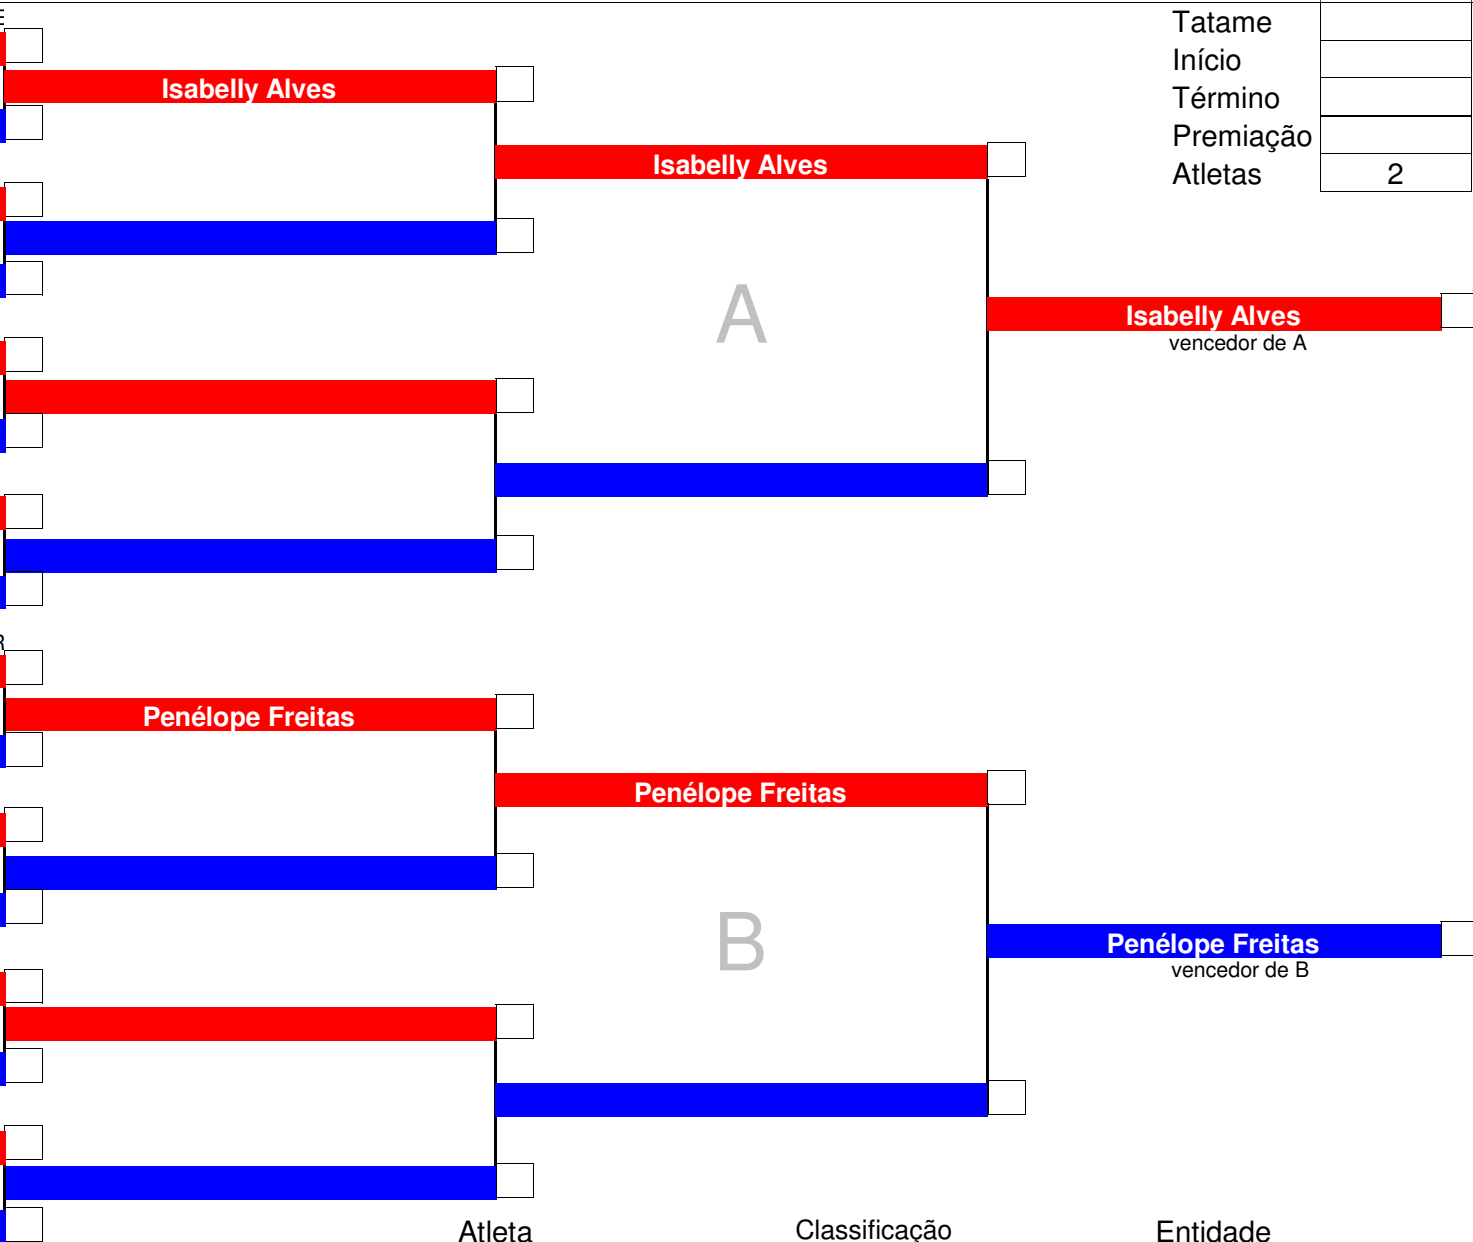 Tatame
Início
Isabelly Alves
Término
Premiação
Isabelly Alves
Atletas 2
A
Isabelly Alves
vencedor de A
Penélope Freitas
Penélope Freitas
B
Penélope Freitas
vencedor de B
Atleta Classificação Entidade